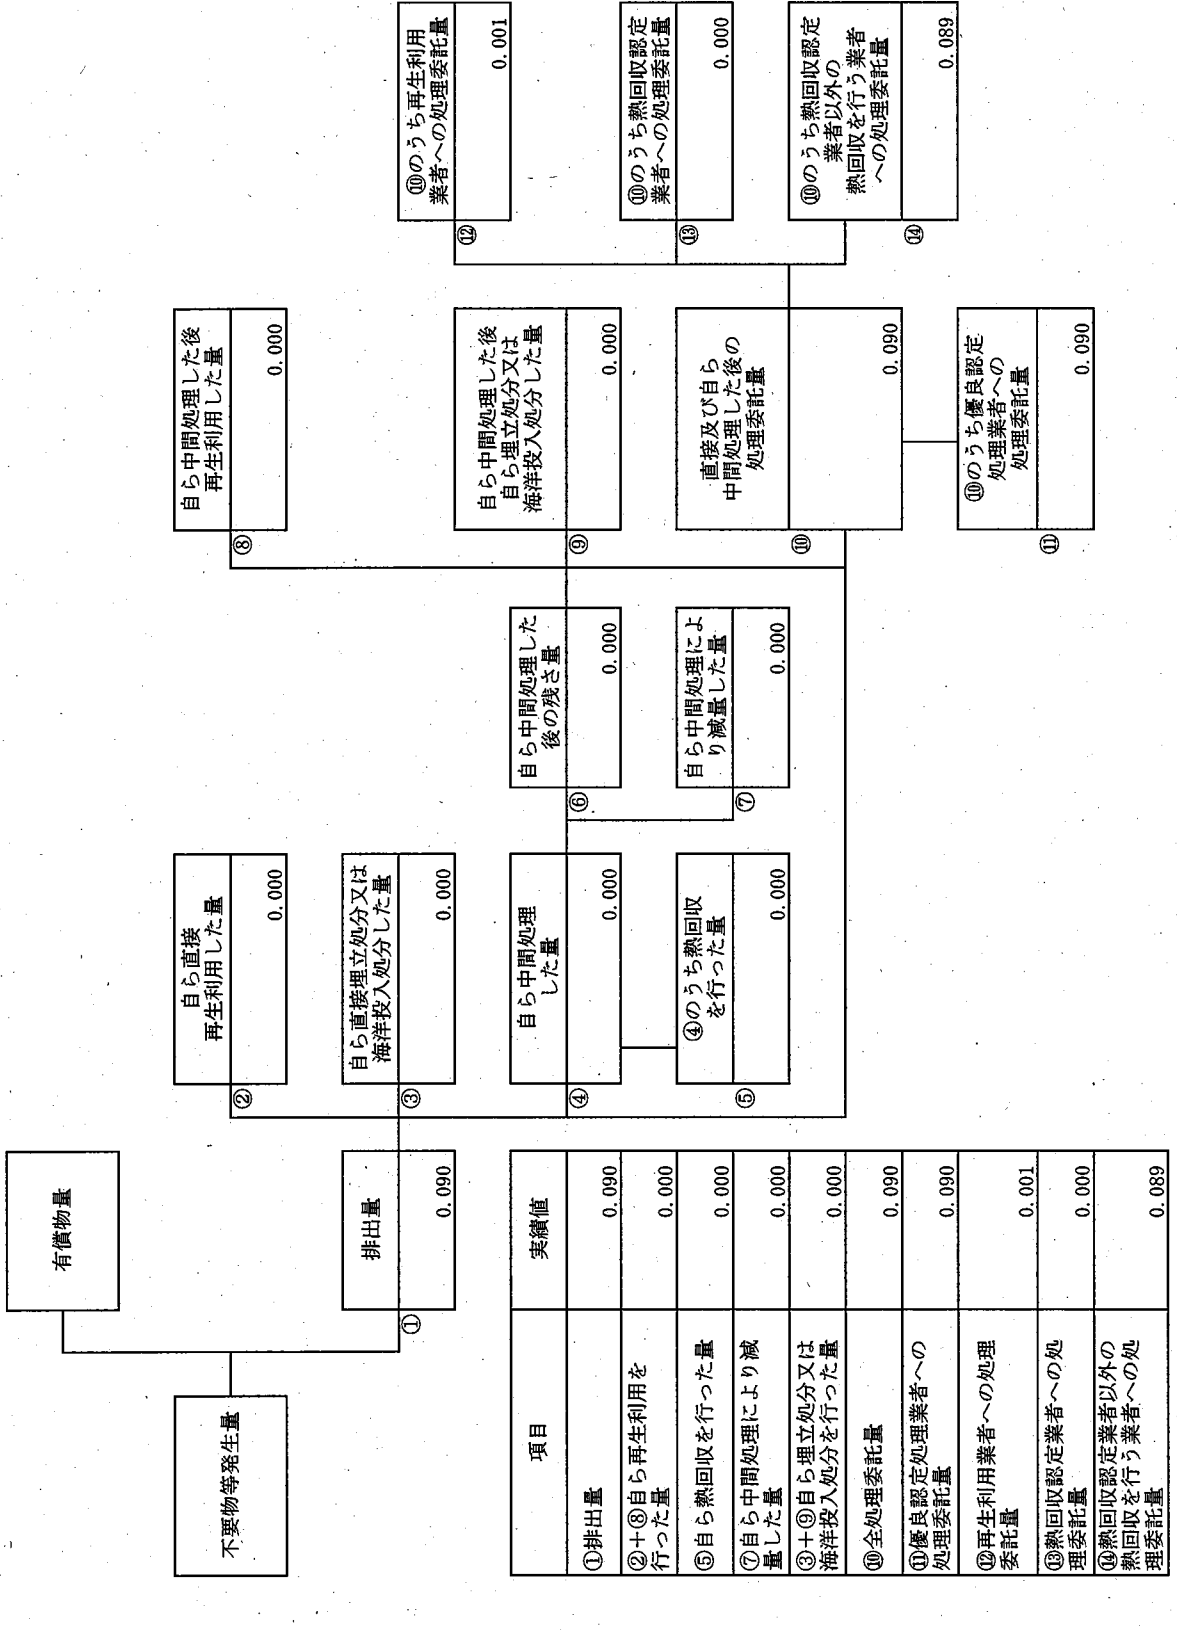 有償物量
不要物等発生量
排出量
①
0.090
自ら直接
再生利用した量
②
0.000
自ら直接埋立処分又は
海洋投入処分した量
③
0.000
自ら中間処理
した量
④
0.000
④のうち熱回収
を行った量
⑤
0.000
自ら中間処理した
後の残さ量
⑥
0.000
自ら中間処理によ
り減量した量
⑦
0.000
自ら中間処理した後
再生利用した量
⑧
0.000
自ら中間処理した後
自ら埋立処分又は
海洋投入処分した量
⑨
0.000
直接及び自ら
中間処理した後の
処理委託量
⑩
0.090
⑩のうち優良認定
処理業者への
処理委託量
⑪
0.090
⑩のうち再生利用
業者への処理委託量
⑫
0.001
⑩のうち熱回収認定
業者への処理委託量
⑬
0.000
⑩のうち熱回収認定
業者以外の
熱回収を行う業者
への処理委託量
⑭
0.089
項目 実績値
①排出量 0.090
②+⑧自ら再生利用を
行った量 0.000
⑤自ら熱回収を行った量 0.000
⑦自ら中間処理により減
量した量 0.000
③+⑨自ら埋立処分又は
海洋投入処分を行った量 0.000
⑩全処理委託量 0.090
⑪優良認定処理業者への
処理委託量 0.090
⑫再生利用業者への処理
委託量 0.001
⑬熱回収認定業者への処
理委託量 0.000
⑭熱回収認定業者以外の
熱回収を行う業者への処
理委託量 0.089